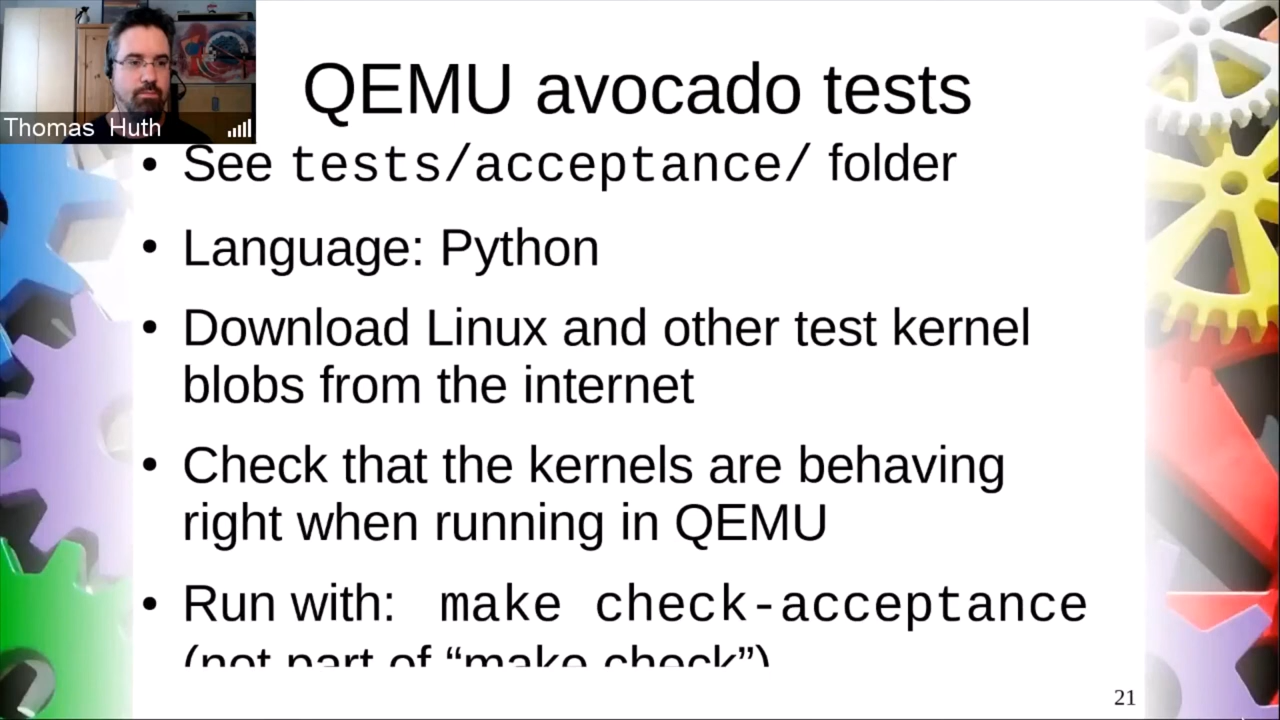 QEMU avocado tests
Thomas Huth
• See tests/acceptance/ folder
• Language: Python
• Download Linux and other test kernel
blobs from the internet
• Check that the kernels are behaving
right when running in QEMU
• Run with: make check-acceptance
(not part of “make check”)
21